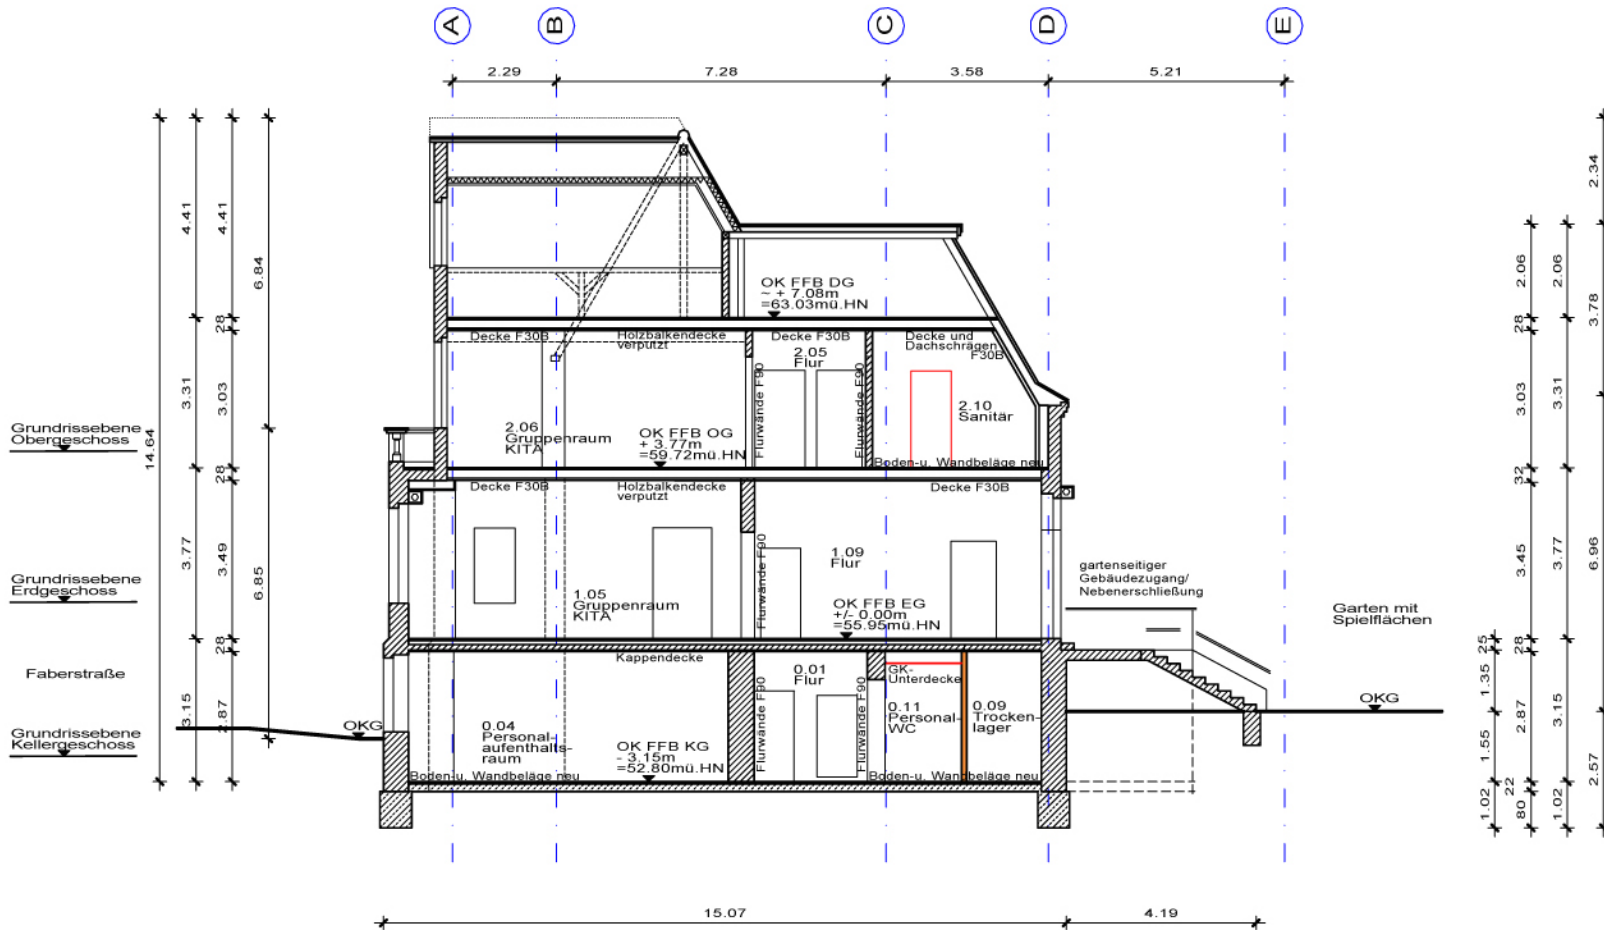 A
B
C
D
E
2.29
7.28
3.58
5.21
14.64
4.41
3.31
3.77
3.15
4.41
28
3.03
28
3.49
28
2.87
6.84
6.85
Grundrissebene
Obergeschoss
Grundrissebene
Erdgeschoss
Faberstraße
Grundrissebene
Kellergeschoss
OKG
OK FFB DG
~ + 7.08m
=63.03mü.HN
Decke F30B
Holzbalkendecke
verputzt
Decke F30B
Decke und
Dachschrägen
F30B
2.05
Flur
Flurwände F90
Flurwände F90
2.06
Gruppenraum
KITA
OK FFB OG
+ 3.77m
=59.72mü.HN
2.10
Sanitär
Boden-u. Wandbeläge neu
Decke F30B
Holzbalkendecke
verputzt
Decke F30B
Flurwände F90
1.09
Flur
1.05
Gruppenraum
KITA
OK FFB EG
+/- 0.00m
=55.95mü.HN
gartenseitiger
Gebäudezugang/
Nebenerschließung
Garten mit
Spielflächen
Kappendecke
0.01
Flur
Flurwände F90
Flurwände F90
GK-
Unterdecke
0.11
Personal-
WC
0.09
Trocken-
lager
0.04
Personal-
aufenthalts-
raum
OK FFB KG
- 3.15m
=52.80mü.HN
Boden-u. Wandbeläge neu
Boden-u. Wandbeläge neu
OKG
25
1.35
1.55
1.02
2.06
28
3.03
32
3.45
28
2.87
22
80
2.06
3.31
3.77
3.15
1.02
2.34
3.78
6.96
2.57
15.07
4.19